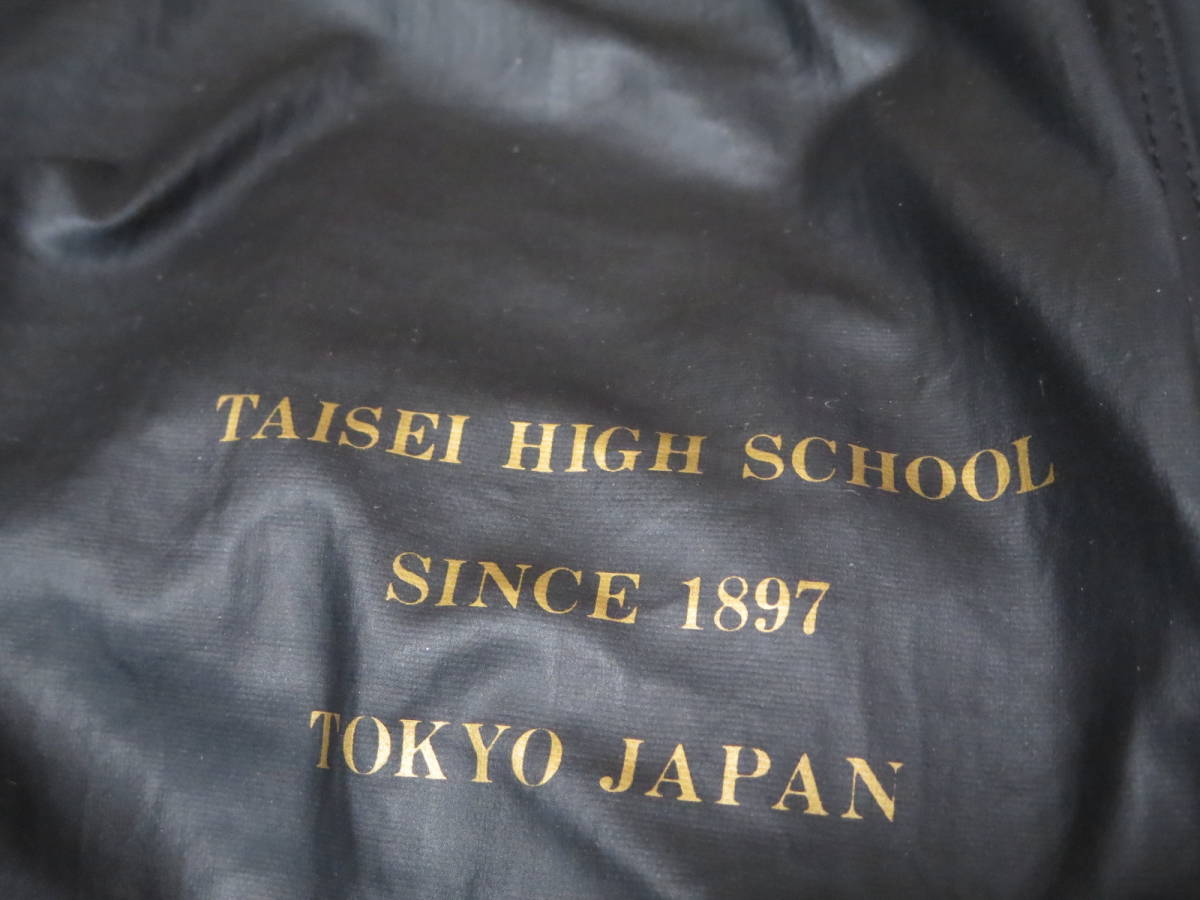 TAISEI HIGH SCHOOL
SINCE 1897
TOKYO JAPAN